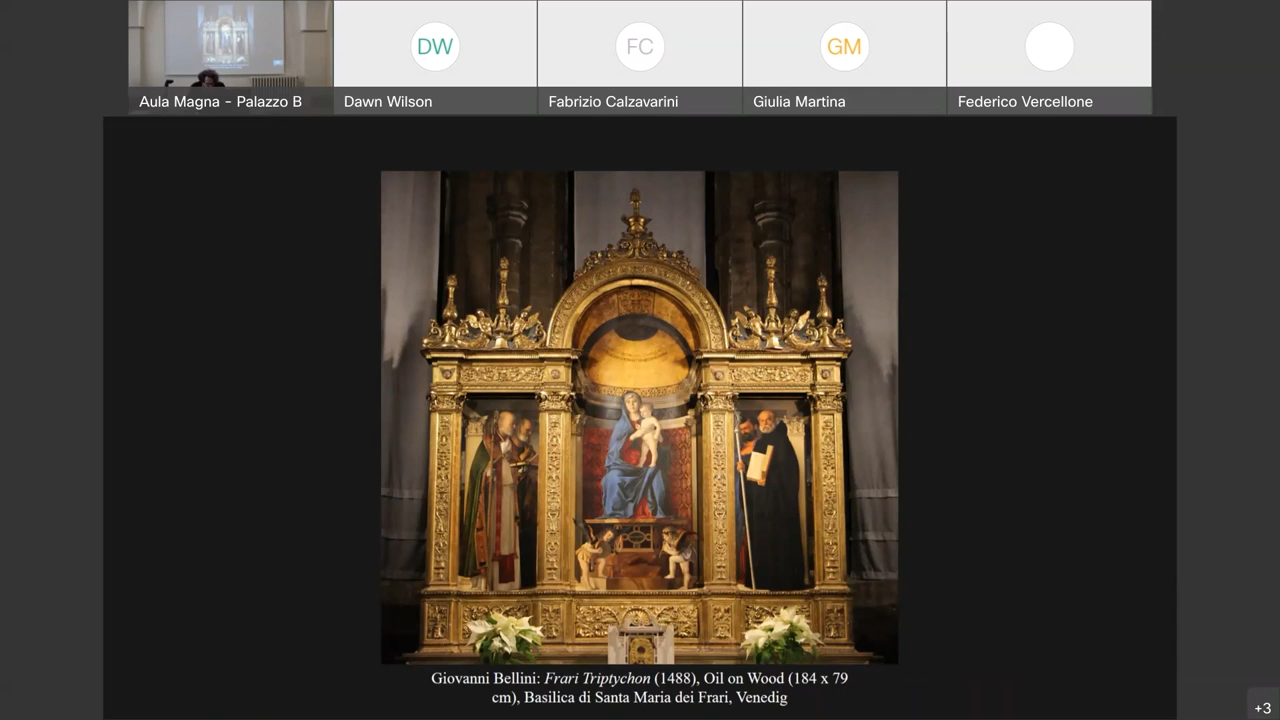 DW
FC
GM
Aula Magna - Palazzo B
Dawn Wilson
Fabrizio Calzavarini
Giulia Martina
Federico Vercellone
Giovanni Bellini: Frari Triptychon (1488), Oil on Wood (184 x 79
cm), Basilica di Santa Maria dei Frari, Venedig
+3